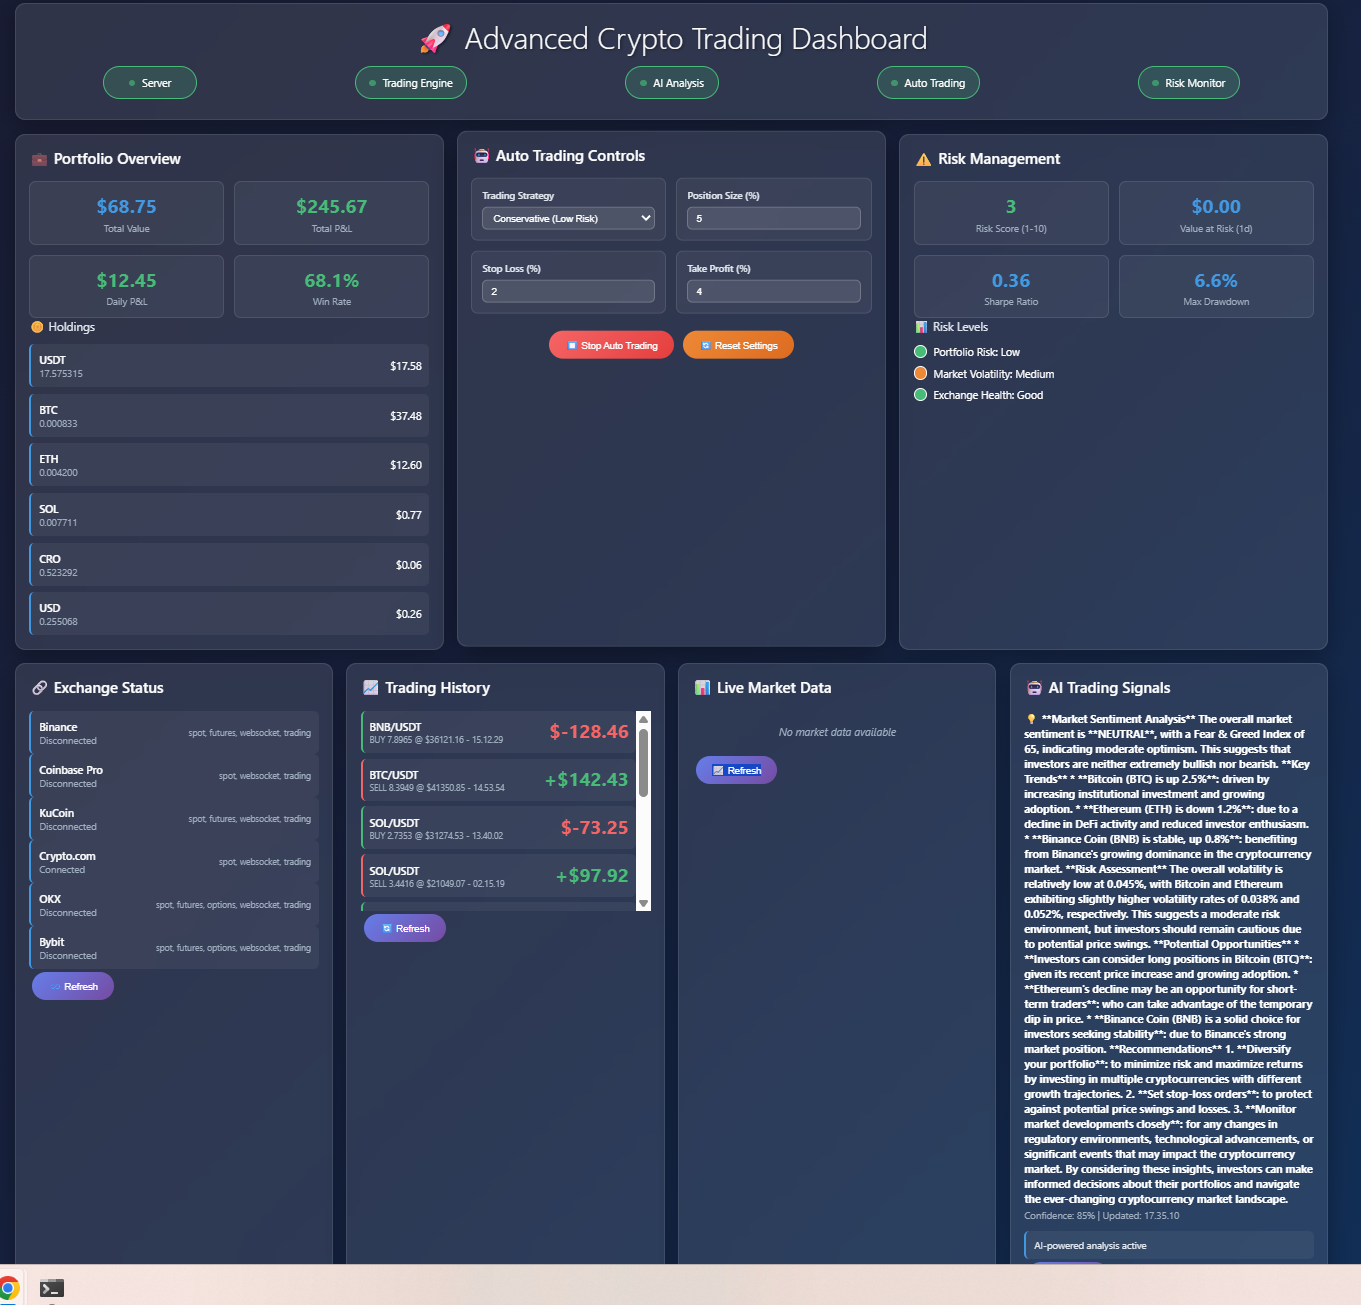 Advanced Crypto Trading Dashboard
Server
Trading Engine
AI Analysis
Auto Trading
Risk Monitor
Portfolio Overview
$68.75
Total Value
$245.67
Total P&L
$12.45
Daily P&L
68.1%
Win Rate
Holdings
USDT
17.575315
$17.58
BTC
0.000833
$37.48
ETH
0.004200
$12.60
SOL
0.007711
$0.77
CRO
0.523292
$0.06
USD
0.255068
$0.26
Auto Trading Controls
Trading Strategy
Conservative (Low Risk)
Position Size (%)
5
Stop Loss (%)
2
Take Profit (%)
4
Stop Auto Trading
Reset Settings
Risk Management
3
Risk Score (1-10)
$0.00
Value at Risk (1d)
0.36
Sharpe Ratio
6.6%
Max Drawdown
Risk Levels
Portfolio Risk: Low
Market Volatility: Medium
Exchange Health: Good
Exchange Status
Binance
Disconnected
spot, futures, websocket, trading
Coinbase Pro
Disconnected
spot, websocket, trading
KuCoin
Disconnected
spot, futures, websocket, trading
Crypto.com
Connected
spot, websocket, trading
OKX
Disconnected
spot, futures, options, websocket, trading
Bybit
Disconnected
spot, futures, options, websocket, trading
Refresh
Trading History
BNB/USDT
BUY 7.8965 @ $36121.16 - 15.12.29
$-128.46
BTC/USDT
SELL 8.3949 @ $41350.85 - 14.53.54
+$142.43
SOL/USDT
BUY 2.7353 @ $31274.53 - 13.40.02
$-73.25
SOL/USDT
SELL 3.4416 @ $21049.07 - 02.15.19
+$97.92
Refresh
Live Market Data
No market data available
Refresh
AI Trading Signals
**Market Sentiment Analysis** The overall market
sentiment is **NEUTRAL**, with a Fear & Greed Index of
65, indicating moderate optimism. This suggests that
investors are neither extremely bullish nor bearish. **Key
Trends** * **Bitcoin (BTC) is up 2.5%**: driven by
increasing institutional investment and growing
adoption. * **Ethereum (ETH) is down 1.2%**: due to a
decline in DeFi activity and reduced investor enthusiasm.
* **Binance Coin (BNB) is stable, up 0.8%**: benefiting
from Binance's growing dominance in the cryptocurrency
market. **Risk Assessment** The overall volatility is
relatively low at 0.045%, with Bitcoin and Ethereum
exhibiting slightly higher volatility rates of 0.038% and
0.052%, respectively. This suggests a moderate risk
environment, but investors should remain cautious due
to potential price swings. **Potential Opportunities** *
**Investors can consider long positions in Bitcoin (BTC)**:
given its recent price increase and growing adoption. *
**Ethereum's decline may be an opportunity for short-
term traders**: who can take advantage of the temporary
dip in price. * **Binance Coin (BNB) is a solid choice for
investors seeking stability**: due to Binance's strong
market position. **Recommendations** 1. **Diversify
your portfolio**: to minimize risk and maximize returns
by investing in multiple cryptocurrencies with different
growth trajectories. 2. **Set stop-loss orders**: to protect
against potential price swings and losses. 3. **Monitor
market developments closely**: for any changes in
regulatory environments, technological advancements, or
significant events that may impact the cryptocurrency
market. By considering these insights, investors can make
informed decisions about their portfolios and navigate
the ever-changing cryptocurrency market landscape.
Confidence: 85% | Updated: 17.35.10
AI-powered analysis active